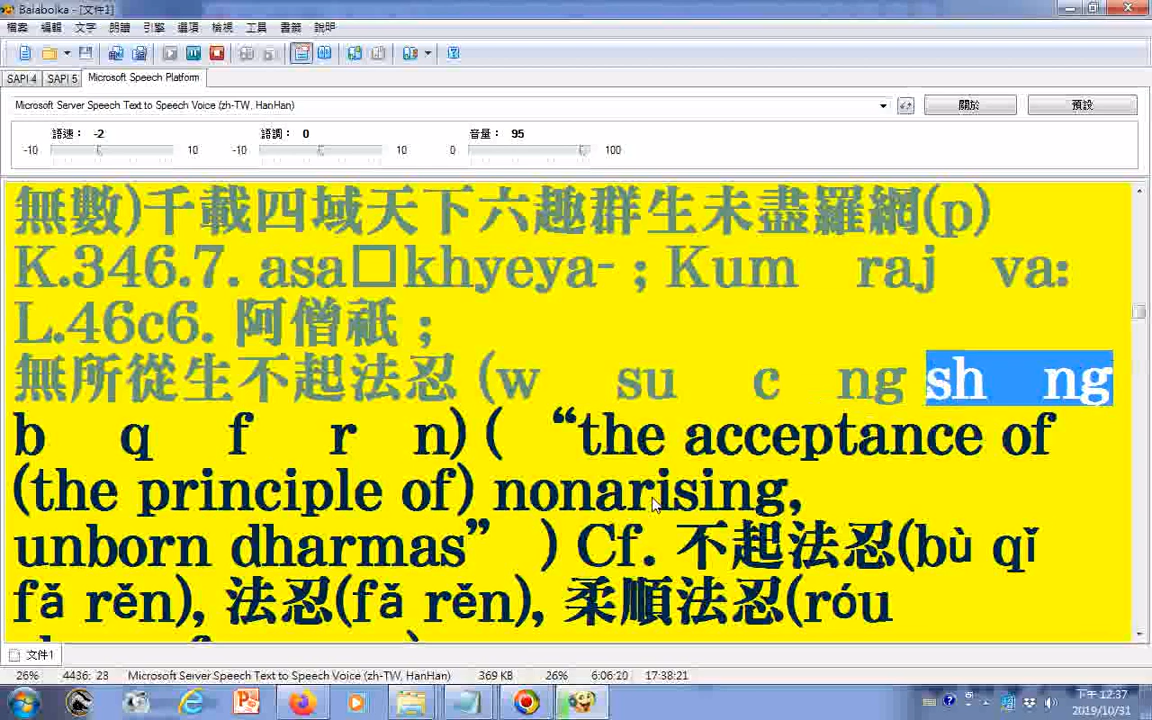 Balabolka - [文件1]
檔案 編輯 文字 朗讀 引擎 選項 檢視 工具 書籤 說明
SAPI 4 SAPI 5 Microsoft Speech Platform
Microsoft Server Speech Text to Speech Voice (zh-TW, HanHan) 關於 預設
語速： -2 語調： 0 音量： 95
-10 10 -10 10 0 100
無數)千載四域天下六趣群生未盡羅網(p)
K.346.7. asa□khyeya- ; Kum raj va:
L.46c6. 阿僧祇 ;
無所從生不起法忍 (w su c ng sh ng
b q f r n) ( “the acceptance of
(the principle of) nonarising,
unborn dharmas” ) Cf. 不起法忍(bù qǐ
fǎ rěn), 法忍(fǎ rěn), 柔順法忍(róu
文件1
26% 4436: 23 Microsoft Server Speech Text to Speech Voice (zh-TW, HanHan) 369 KB 26% 6:06:20 17:38:21
下午 12:37
2019/10/31